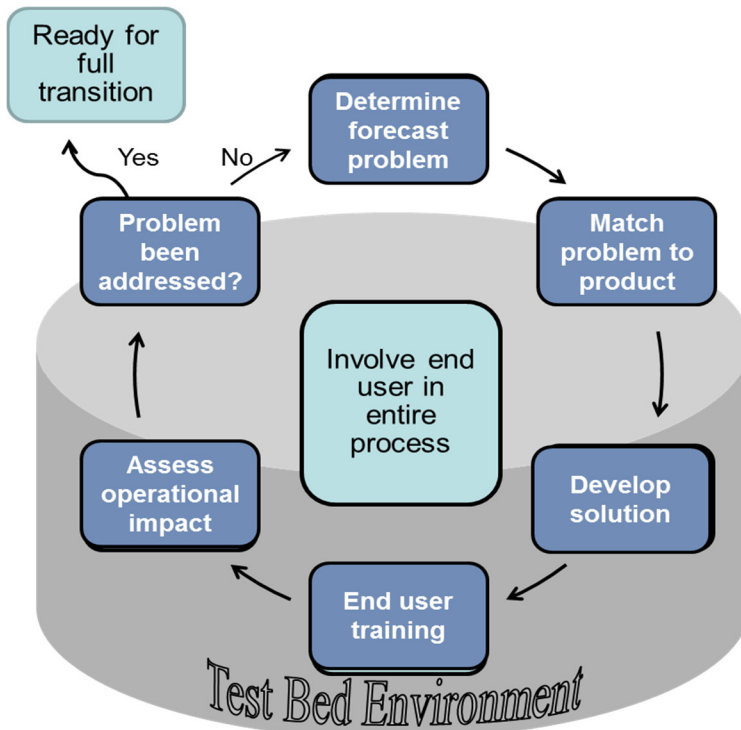 Ready for
full
transition
Yes
No
Determine
forecast
problem
Problem
been
addressed?
Match
problem to
product
Involve end
user in
entire
process
Assess
operational
impact
Develop
solution
End user
training
Test Bed Environment